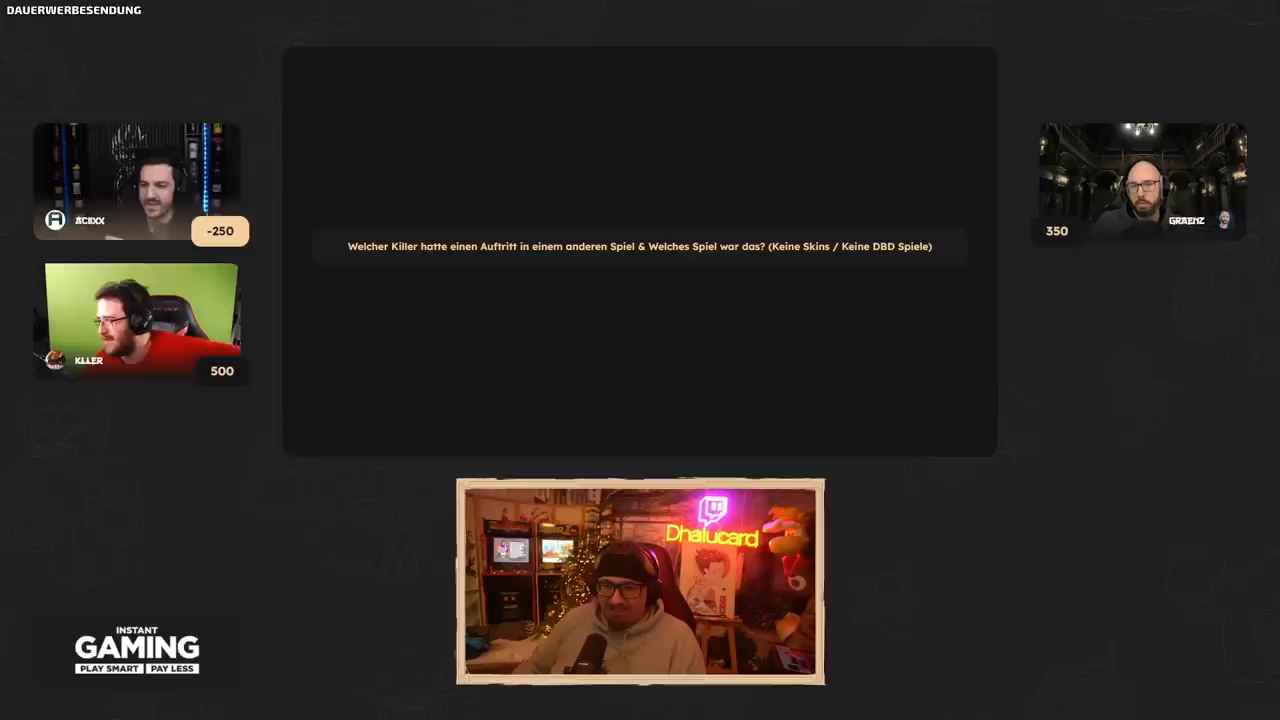 DAUERWERBESENDUNG
ACIIXX
-250
KLLER
500
Welcher Killer hatte einen Auftritt in einem anderen Spiel & Welches Spiel war das? (Keine Skins / Keine DBD Spiele)
350
GRAENZ
Dhalucard
INSTANT
GAMING
PLAY SMART PAY LESS